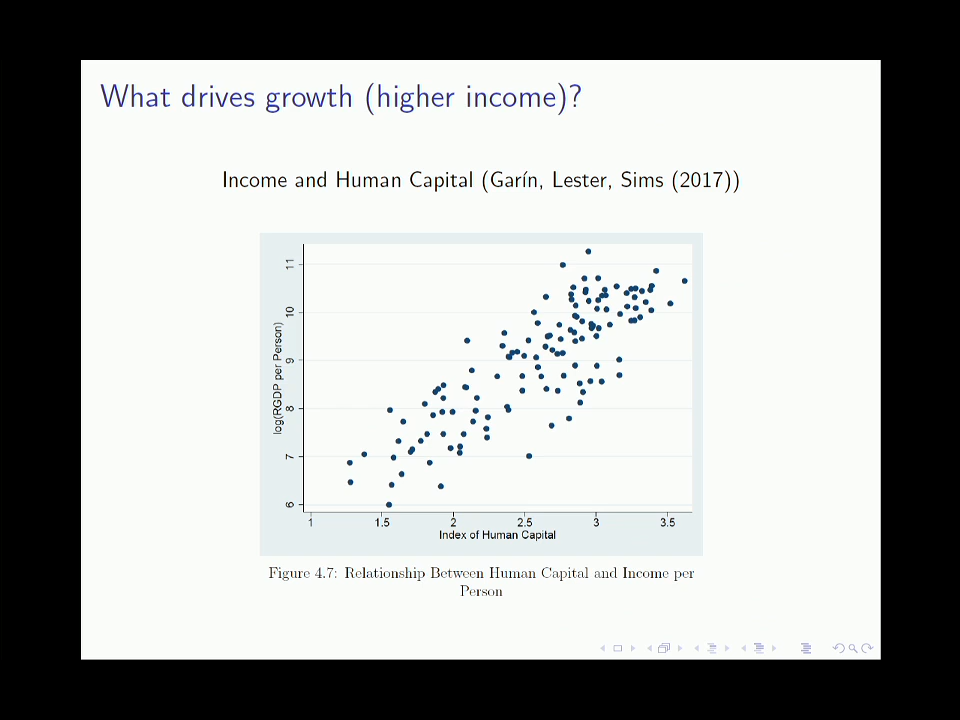 What drives growth (higher income)?
Income and Human Capital (Garín, Lester, Sims (2017))
log(RGDP per Person)
11
10
9
8
7
6
1 1.5 2 2.5 3 3.5
Index of Human Capital
Figure 4.7: Relationship Between Human Capital and Income per
Person